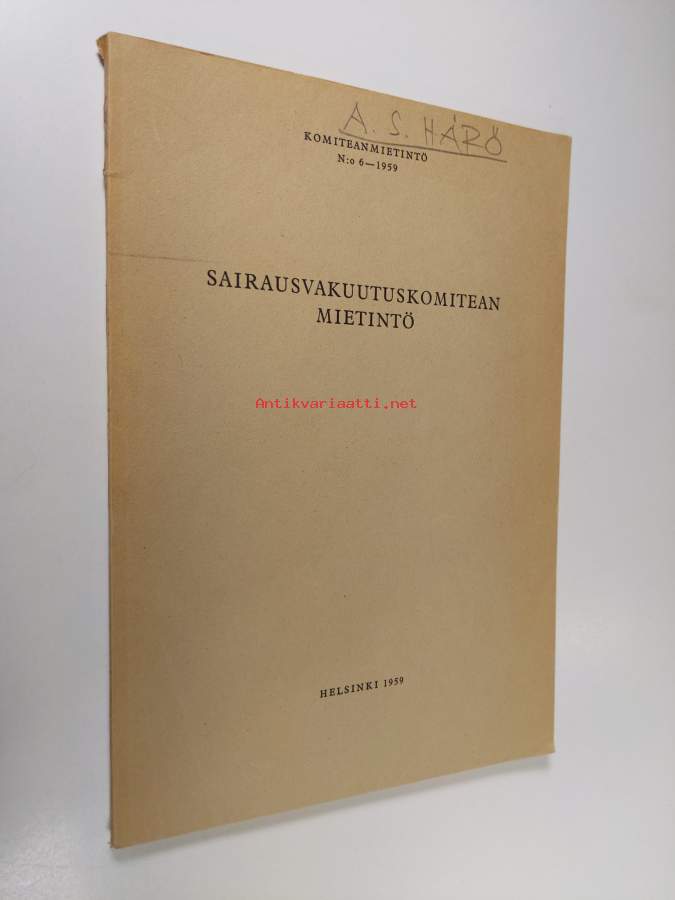 A. S. HÄRÖ
KOMITEANMIETINTÖ
N:o 6—1959
SAIRAUSVAKUUTUSKOMITEAN
MIETINTÖ
Antikvariaatti.net
HELSINKI 1959